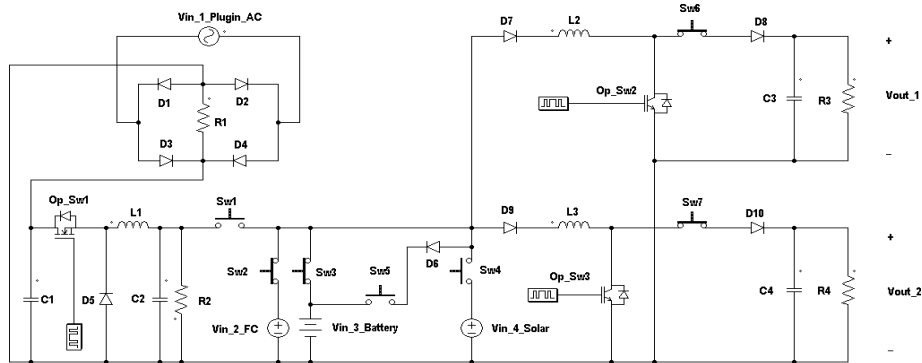 Vin_1_Plugin_AC
D1
D2
R1
D3
D4
D7
L2
Sw6
D8
+
Op_Sw2
C3
R3
Vout_1
–
Op_Sw1
L1
Sw1
D9
L3
Sw7
D10
+
C1
D5
C2
R2
Sw2
Sw3
Sw5
D6
Sw4
Op_Sw3
C4
R4
Vout_2
Vin_2_FC
Vin_3_Battery
Vin_4_Solar
–